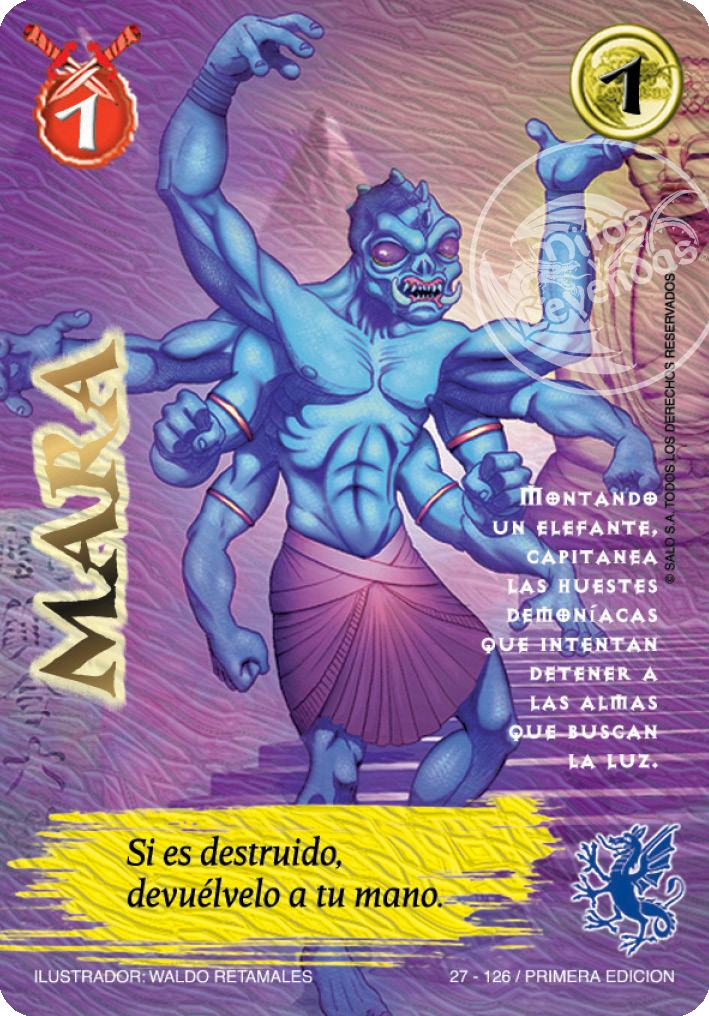 1
1
Mitos
Leyendas
MARA
MONTANDO
UN ELEFANTE,
CAPITANEA
LAS HUESTES
DEMONÍACAS
QUE INTENTAN
DETENER A
LAS ALMAS
QUE BUSCAN
LA LUZ.
© SALO S.A. TODOS LOS DERECHOS RESERVADOS
Si es destruido,
devuélvelo a tu mano.
ILUSTRADOR: WALDO RETAMALES
27 - 126 / PRIMERA EDICION